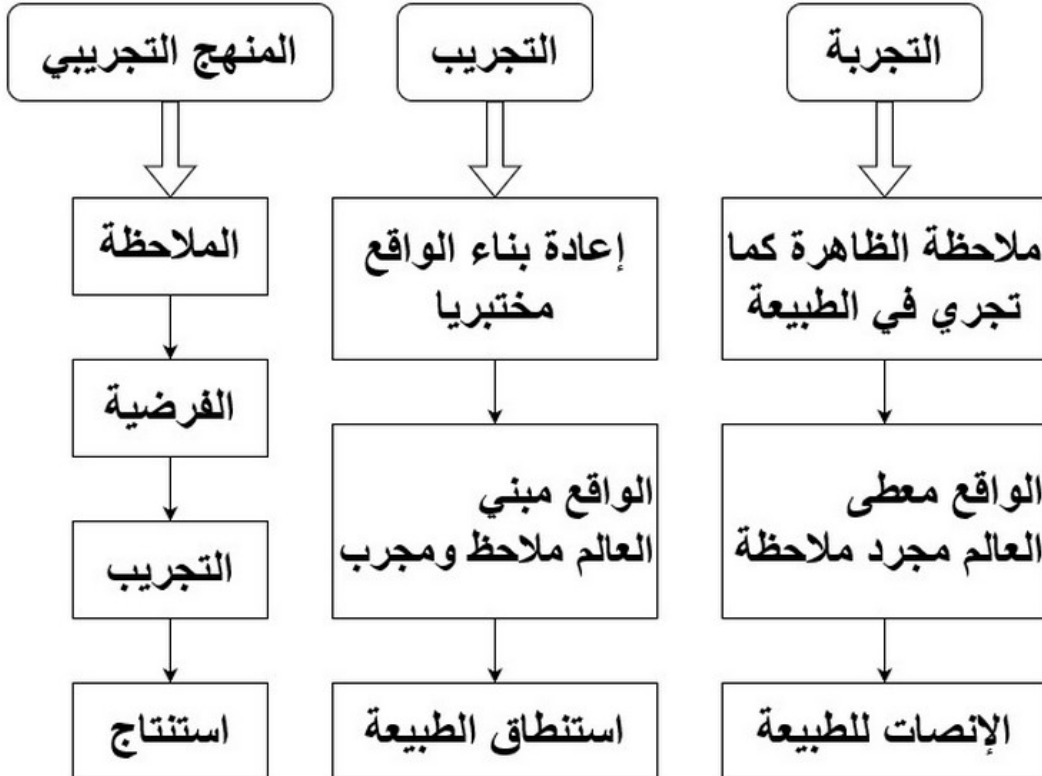 التجربة
ملاحظة الظاهرة كما
تجري في الطبيعة
الواقع معطى
العالم مجرد ملاحظة
الإنصات للطبيعة
التجريب
إعادة بناء الواقع
مختبريا
الواقع مبني
العالم ملاحظ ومجرب
استنطاق الطبيعة
المنهج التجريبي
الملاحظة
الفرضية
التجريب
استنتاج